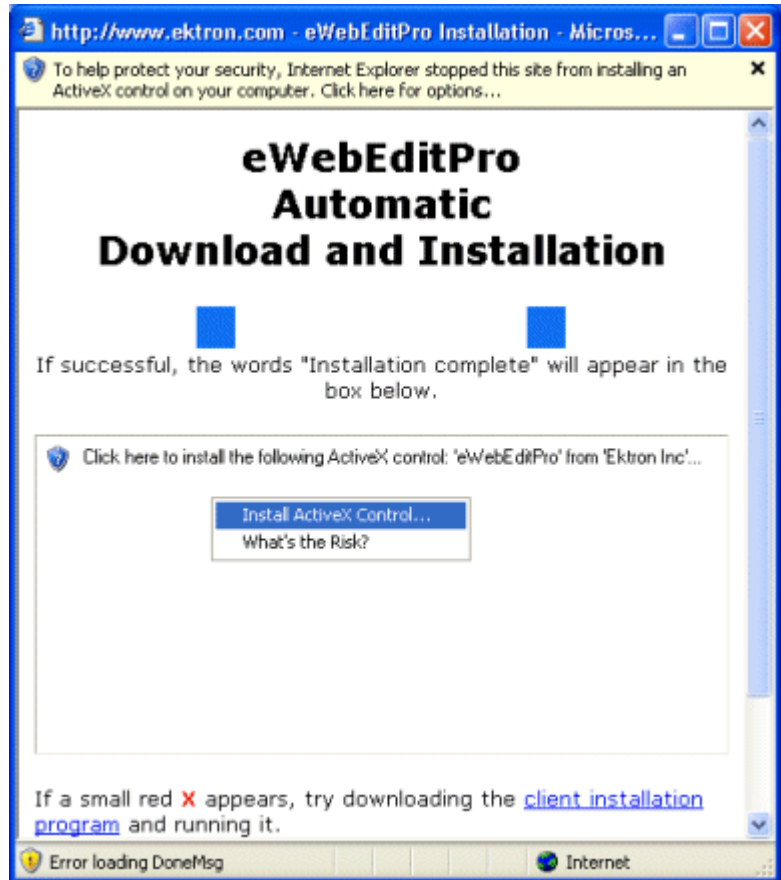 http://www.ektron.com - eWebEditPro Installation - Micros...
To help protect your security, Internet Explorer stopped this site from installing an
ActiveX control on your computer. Click here for options...
eWebEditPro
Automatic
Download and Installation
If successful, the words "Installation complete" will appear in the
box below.
Click here to install the following ActiveX control: 'eWebEditPro' from 'Ektron Inc'...
Install ActiveX Control...
What's the Risk?
If a small red X appears, try downloading the client installation
program and running it.
Error loading DoneMsg
Internet